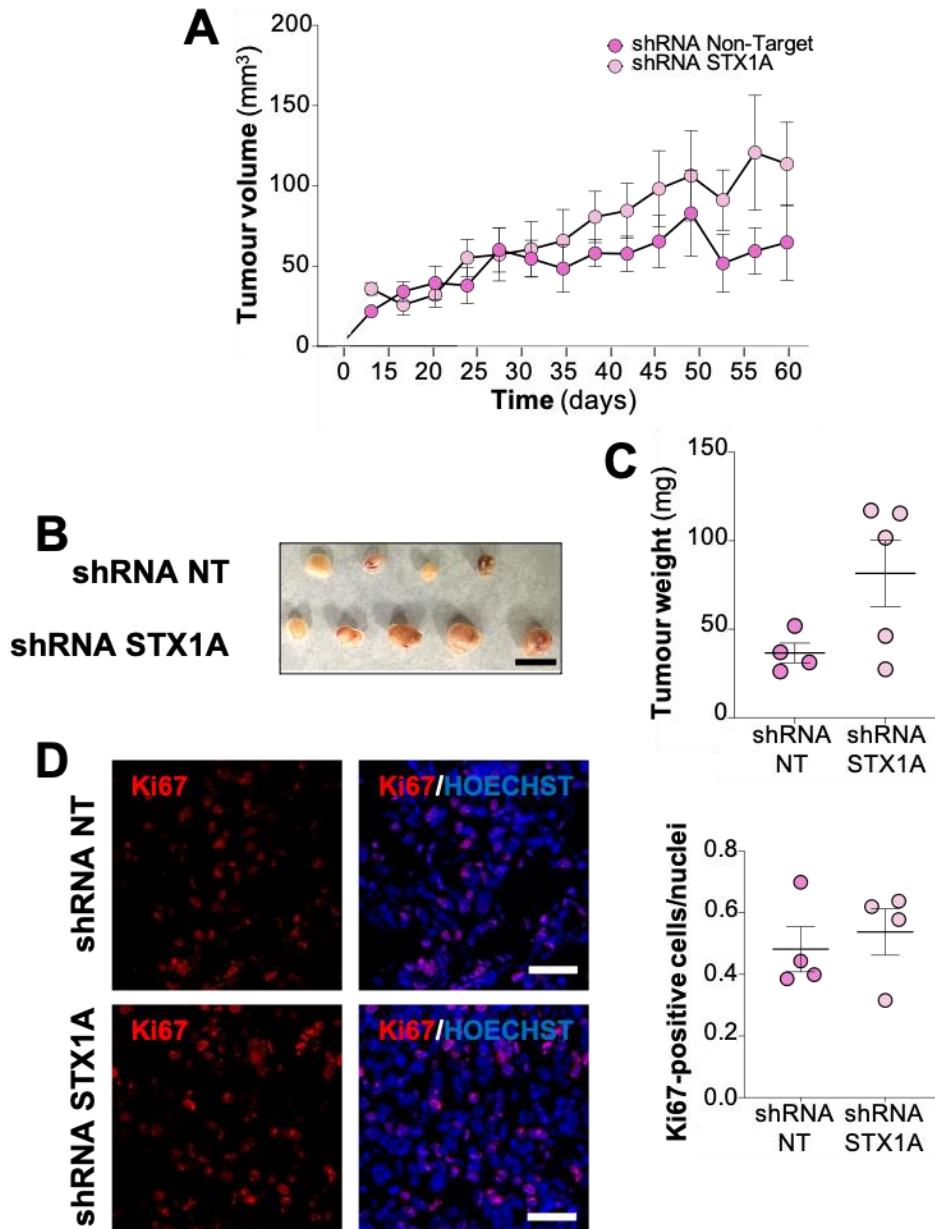 A
Tumour volume (mm³)
200
150
100
50
0
shRNA Non-Target
shRNA STX1A
0 15 20 25 30 35 40 45 50 55 60
Time (days)
B
shRNA NT
shRNA STX1A
C
Tumour weight (mg)
150
100
50
0
shRNA
NT
shRNA
STX1A
D
shRNA NT
Ki67
Ki67/HOECHST
shRNA STX1A
Ki67
Ki67/HOECHST
Ki67-positive cells/nuclei
0.8
0.6
0.4
0.2
0.0
shRNA
NT
shRNA
STX1A